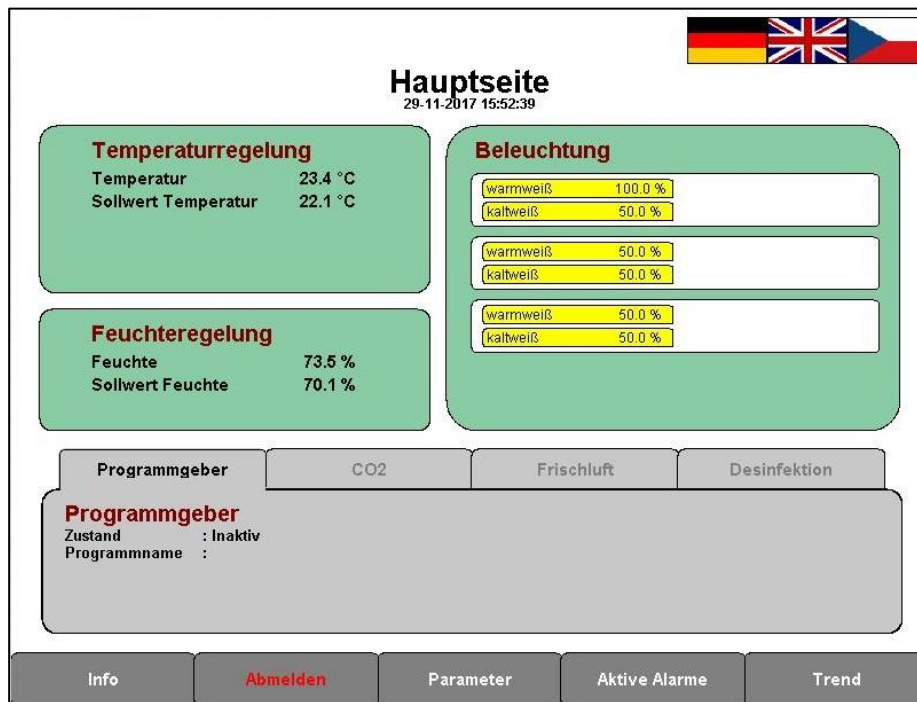 Hauptseite
29-11-2017 15:52:39
Temperaturregelung
Temperatur 23.4 °C
Sollwert Temperatur 22.1 °C
Feuchteregelung
Feuchte 73.5 %
Sollwert Feuchte 70.1 %
Beleuchtung
warmweiß 100.0 %
kaltweiß 50.0 %
warmweiß 50.0 %
kaltweiß 50.0 %
warmweiß 50.0 %
kaltweiß 50.0 %
Programmgeber CO2 Frischluft Desinfektion
Programmgeber
Zustand : Inaktiv
Programmname :
Info Abmelden Parameter Aktive Alarme Trend